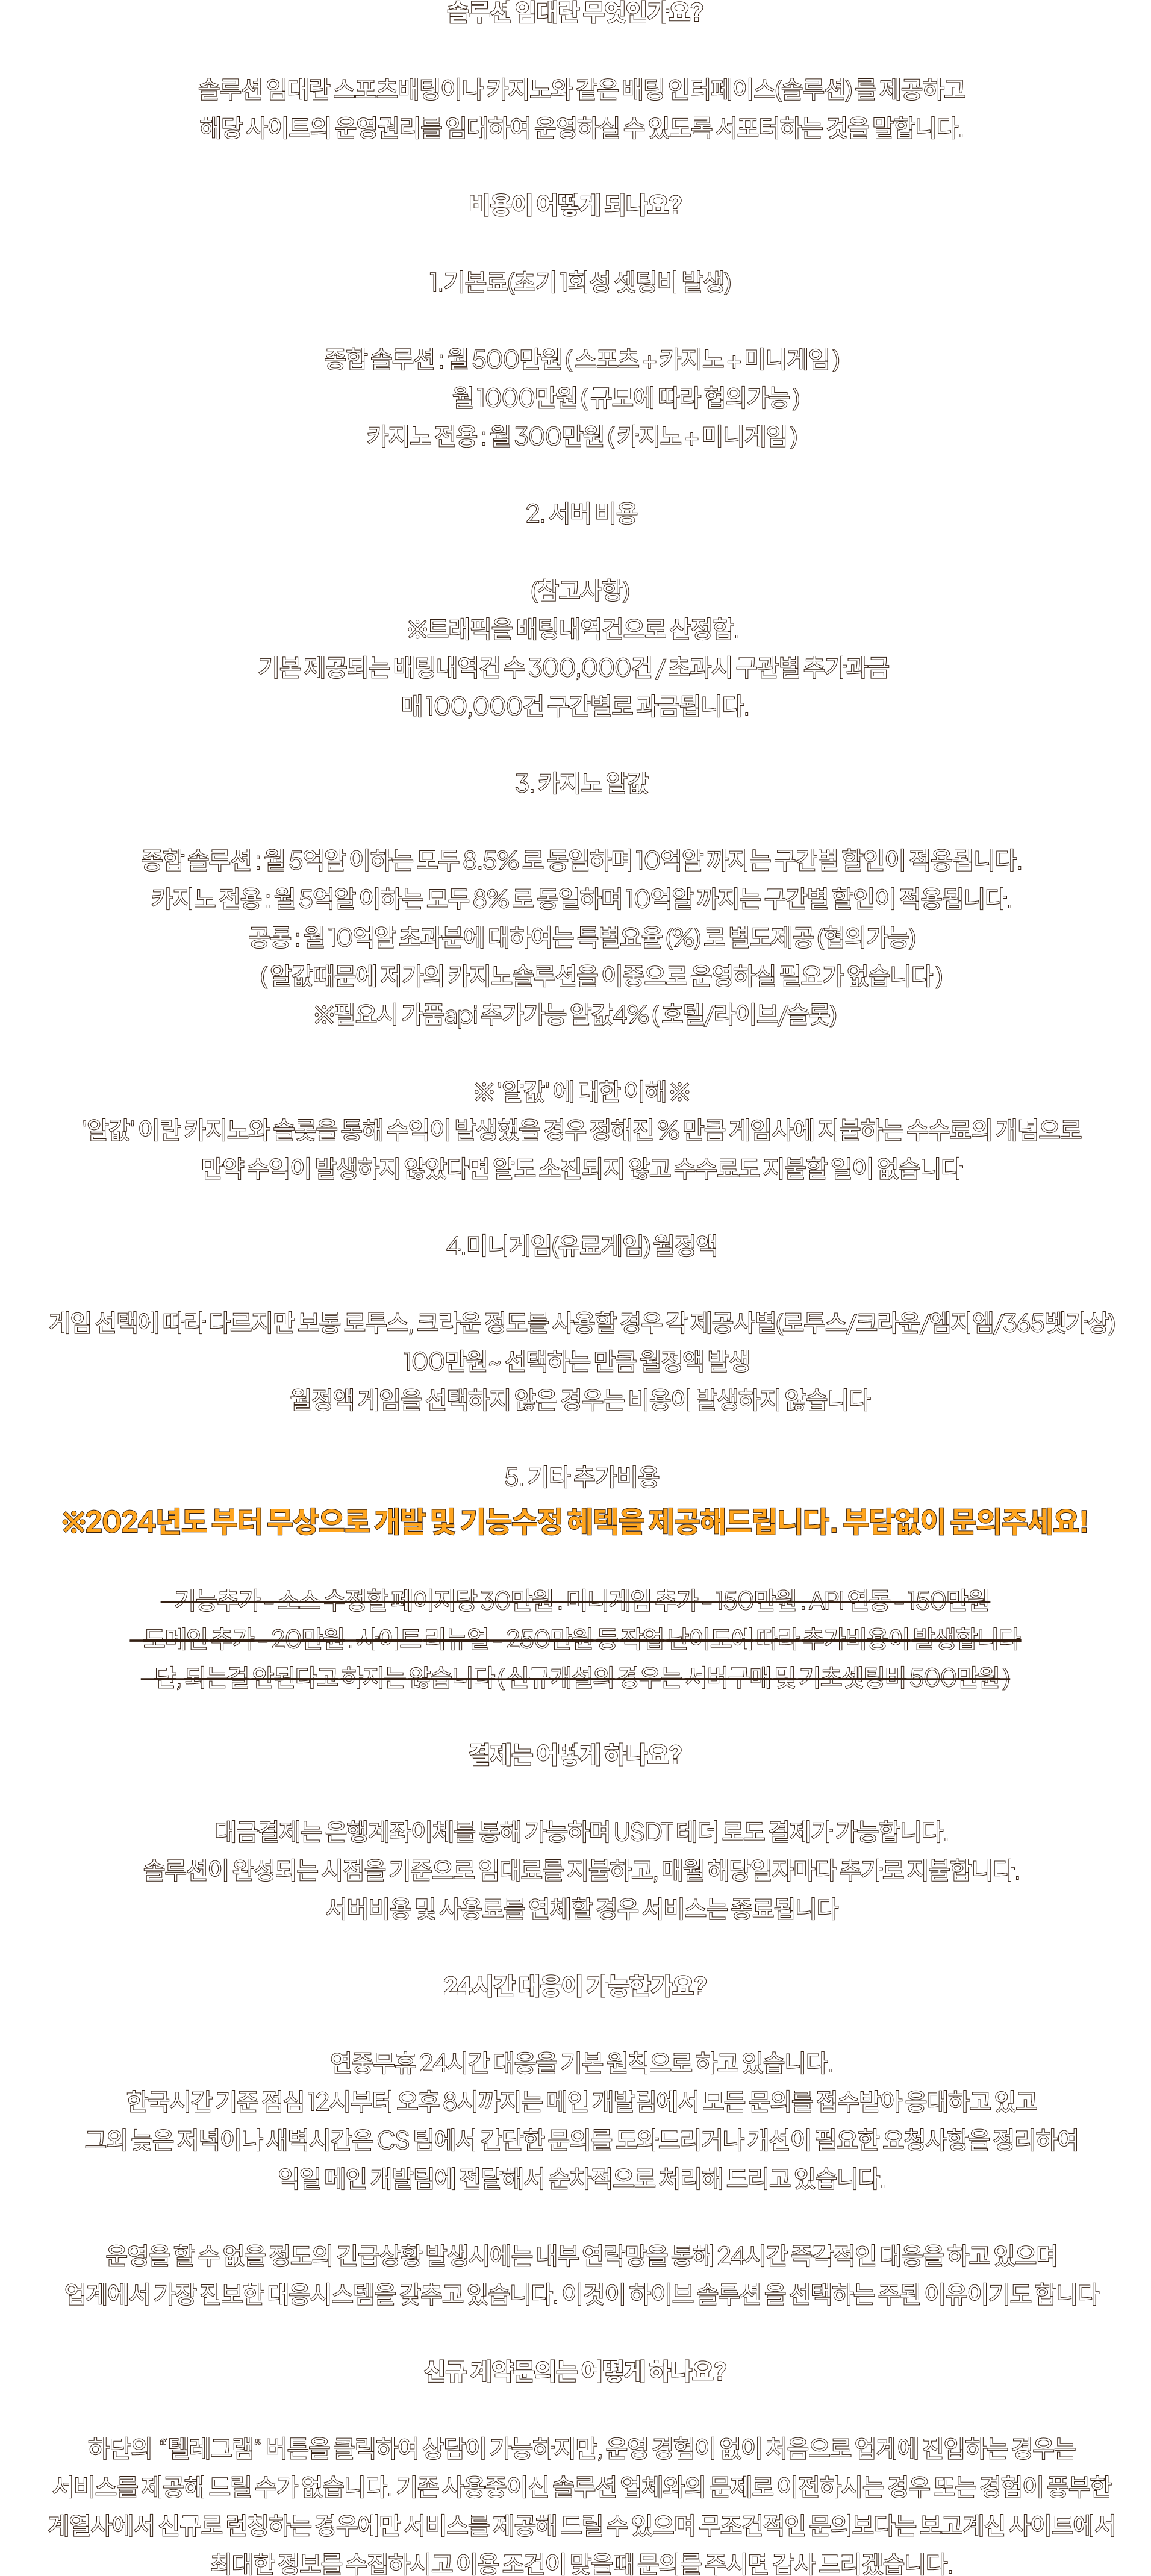 솔루션 임대란 무엇인가요?
솔루션 임대란 스포츠배팅이나 카지노와 같은 배팅 인터페이스(솔루션) 를 제공하고
해당 사이트의 운영권리를 임대하여 운영하실 수 있도록 서포터하는 것을 말합니다.
비용이 어떻게 되나요?
1.기본료(초기 1회성 셋팅비 발생)
종합 솔루션 : 월 500만원 ( 스포츠 + 카지노 + 미니게임 )
월 1000만원 ( 규모에 따라 협의가능 )
카지노 전용 : 월 300만원 ( 카지노 + 미니게임 )
2. 서버 비용
(참고사항)
※트래픽을 배팅내역건으로 산정함.
기본 제공되는 배팅내역건 수 300,000건 / 초과시 구관별 추가과금
매 100,000건 구간별로 과금됩니다.
3. 카지노 알값
종합 솔루션 : 월 5억알 이하는 모두 8.5% 로 동일하며 10억알 까지는 구간별 할인이 적용됩니다.
카지노 전용 : 월 5억알 이하는 모두 8% 로 동일하며 10억알 까지는 구간별 할인이 적용됩니다.
공통 : 월 10억알 초과분에 대하여는 특별요율 (%) 로 별도제공 (협의가능)
( 알값때문에 저가의 카지노솔루션을 이중으로 운영하실 필요가 없습니다 )
※필요시 가품api 추가가능 알값4% ( 호텔/라이브/슬롯)
※ '알값' 에 대한 이해 ※
'알값' 이란 카지노와 슬롯을 통해 수익이 발생했을 경우 정해진 % 만큼 게임사에 지불하는 수수료의 개념으로
만약 수익이 발생하지 않았다면 알도 소진되지 않고 수수로도 지불할 일이 없습니다
4.미니게임(유료게임) 월정액
게임 선택에 따라 다르지만 보통 로투스, 크라운 정도를 사용할 경우 각 제공사별(로투스/크라운/엠지엠/365벳가상)
100만원~ 선택하는 만큼 월정액 발생
월정액 게임을 선택하지 않은 경우는 비용이 발생하지 않습니다
5. 기타 추가비용
※2024년도 부터 무상으로 개발 및 기능수정 혜택을 제공해드립니다. 부담없이 문의주세요!
기능추가 - 소스 수정할 페이지당 30만원 . 미니게임 추가 - 150만원 . API 연동 - 150만원
도메인 추가 - 20만원 . 사이트 리뉴얼 - 250만원 등 작업 난이도에 따라 추가비용이 발생합니다
단, 되는걸 안된다고 하지는 않습니다 ( 신규개설의 경우는 서버구매 및 기초셋팅비 500만원 )
결제는 어떻게 하나요?
대금결제는 은행계좌이체를 통해 가능하며 USDT 테더 로도 결제가 가능합니다.
솔루션이 완성되는 시점을 기준으로 임대료를 지불하고, 매월 해당일자마다 추가로 지불합니다.
서버비용 및 사용료를 연체할 경우 서비스는 종료됩니다
24시간 대응이 가능한가요?
연중무휴 24시간 대응을 기본 원칙으로 하고 있습니다.
한국시간 기준 점심 12시부터 오후 8시까지는 메인 개발팀에서 모든 문의를 접수받아 응대하고 있고
그외 늦은 저녁이나 새벽시간은 CS 팀에서 간단한 문의를 도와드리거나 개선이 필요한 요청사항을 정리하여
익일 메인 개발팀에 전달해서 순차적으로 처리해 드리고 있습니다.
운영을 할 수 없을 정도의 긴급상황 발생시에는 내부 연락망을 통해 24시간 즉각적인 대응을 하고 있으며
업계에서 가장 진보한 대응시스템을 갖추고 있습니다. 이것이 하이브 솔루션 을 선택하는 주된 이유이기도 합니다
신규 계약문의는 어떻게 하나요?
하단의 “텔레그램” 버튼을 클릭하여 상담이 가능하지만, 운영 경험이 없이 처음으로 업계에 진입하는 경우는
서비스를 제공해 드릴 수가 없습니다. 기존 사용중이신 솔루션 업체와의 문제로 이전하시는 경우 또는 경험이 풍부한
계열사에서 신규로 런칭하는 경우에만 서비스를 제공해 드릴 수 있으며 무조건적인 문의보다는 보고계신 사이트에서
최대한 정보를 수집하시고 이용 조건이 맞을때 문의를 주시면 감사 드리겠습니다.